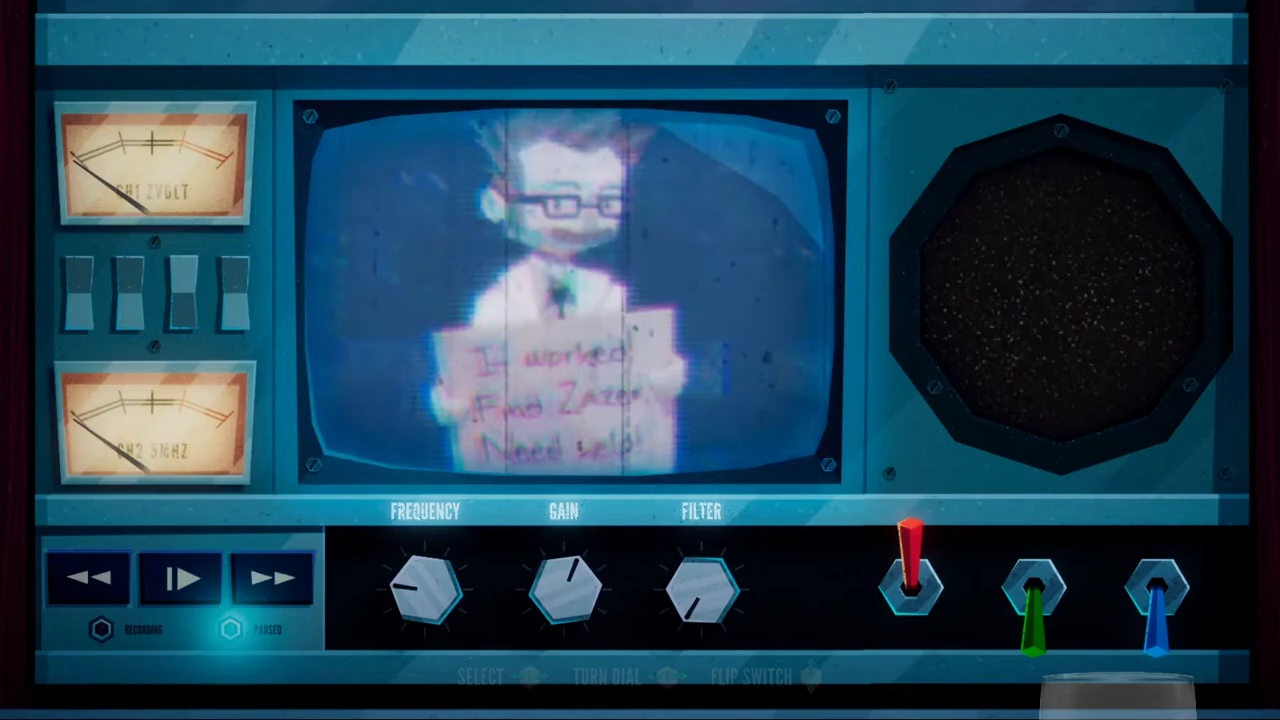 CH1 ZVOLT
It worked!
Find Zazer.
Need help!
CH2 5MHZ
FREQUENCY GAIN FILTER
RECORDING PAUSED
SELECT TURN DIAL FLIP SWITCH